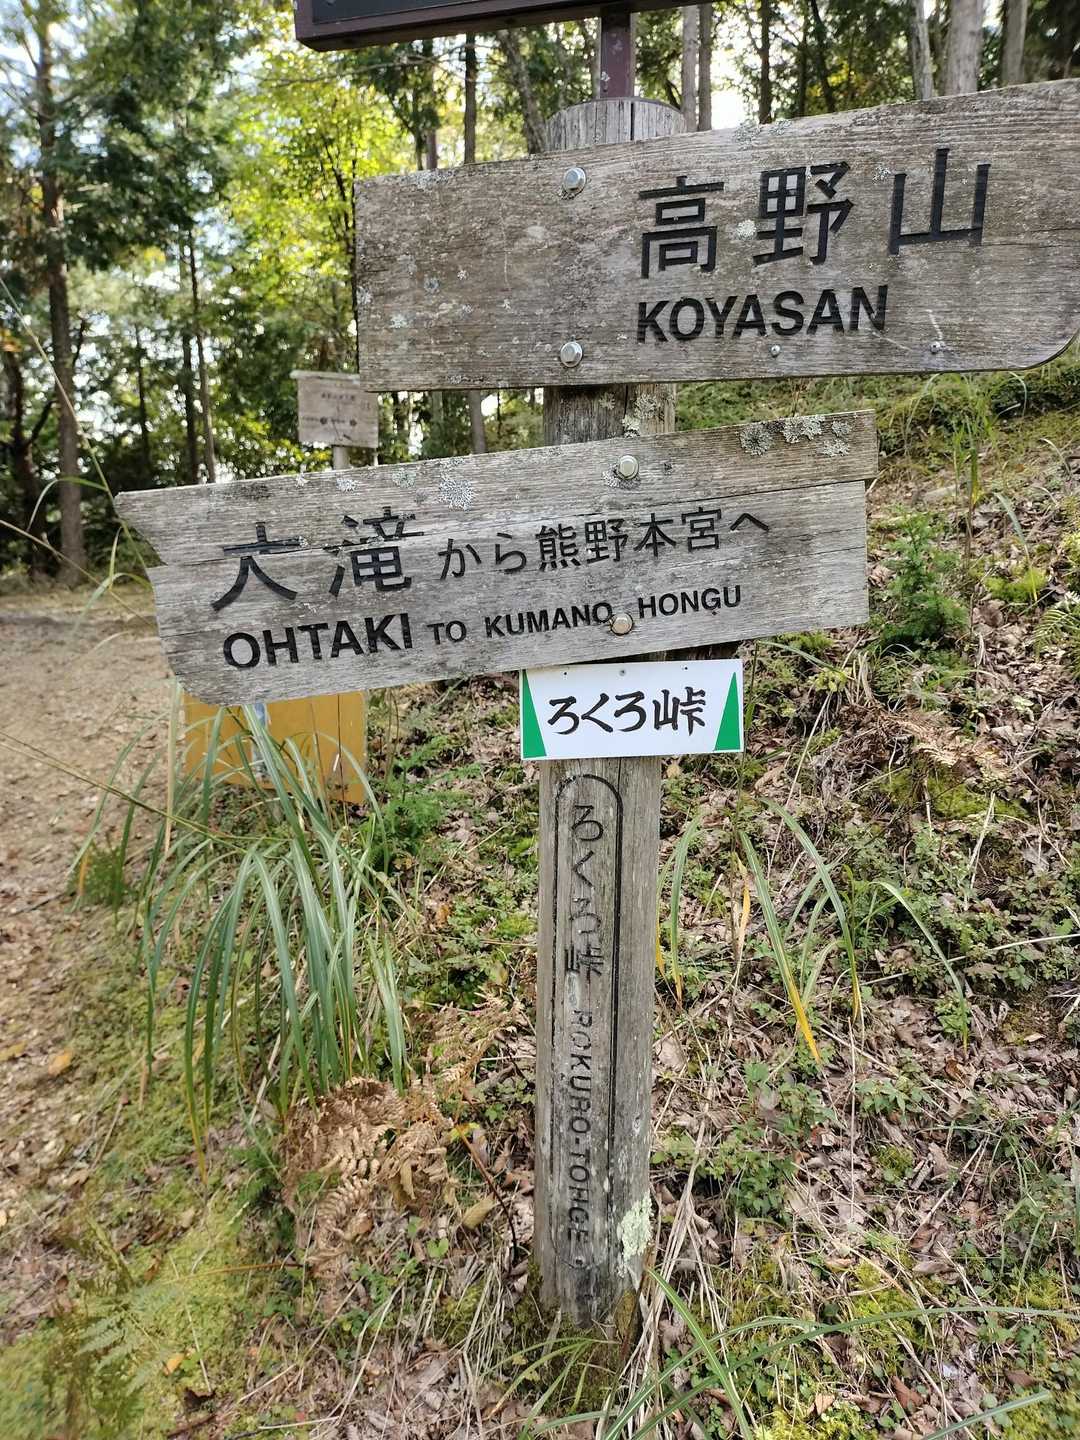 高野山
KOYASAN
大滝から熊野本宮へ
OHTAKI TO KUMANO HONGU
ろくろ峠
ろくろ峠 ROKURO-TOHGE